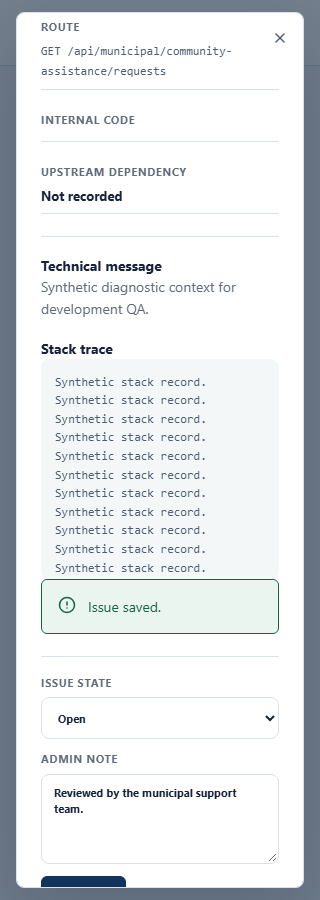 ROUTE
GET /api/municipal/community-
assistance/requests
INTERNAL CODE
UPSTREAM DEPENDENCY
Not recorded
Technical message
Synthetic diagnostic context for
development QA.
Stack trace
Synthetic stack record.
Synthetic stack record.
Synthetic stack record.
Synthetic stack record.
Synthetic stack record.
Synthetic stack record.
Synthetic stack record.
Synthetic stack record.
Synthetic stack record.
Synthetic stack record.
Synthetic stack record.
Issue saved.
ISSUE STATE
Open
ADMIN NOTE
Reviewed by the municipal support
team.